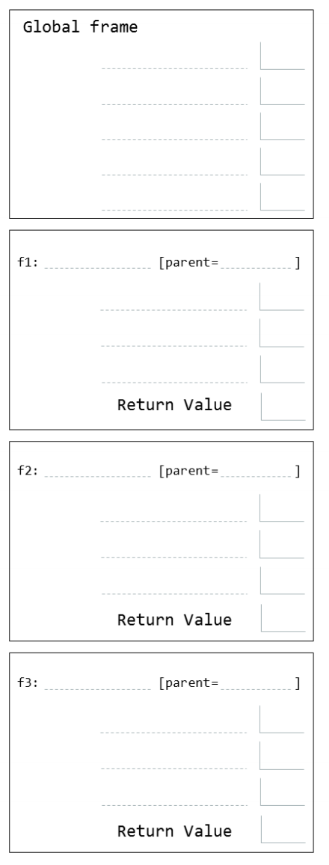 Global frame
f1: [parent= ]
Return Value
f2: [parent= ]
Return Value
f3: [parent= ]
Return Value